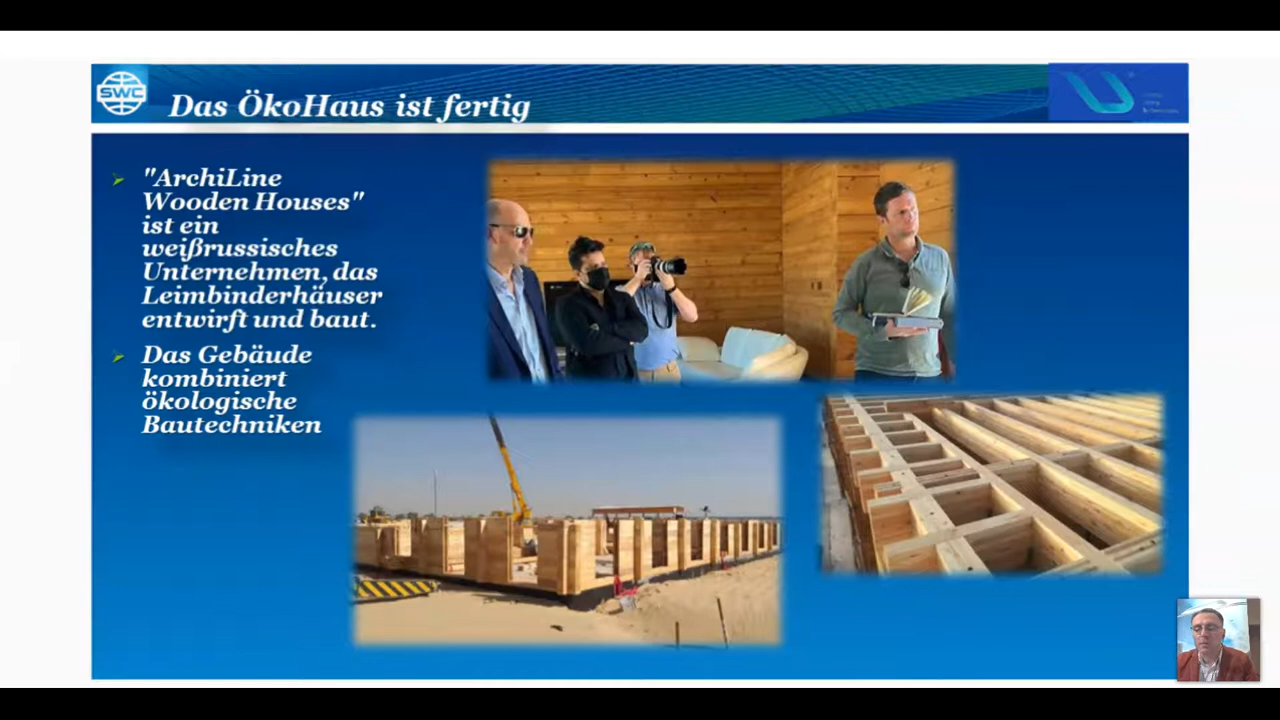 SWC
Das ÖkoHaus ist fertig
"ArchiLine
Wooden Houses"
ist ein
weißrussisches
Unternehmen, das
Leimbinderhäuser
entwirft und baut.
Das Gebäude
kombiniert
ökologische
Bautechniken